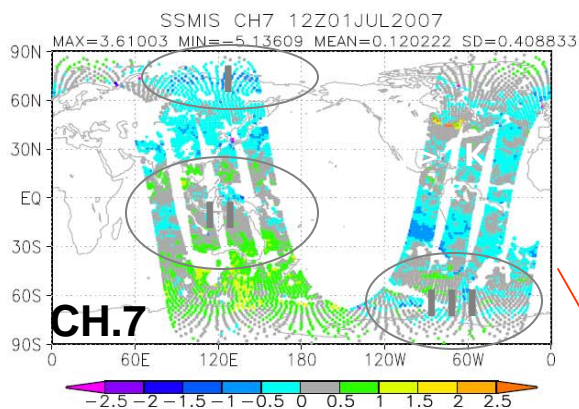 SSMIS CH7 12Z01JUL2007
MAX=3.61003 MIN=-5.13609 MEAN=0.120222 SD=0.408833
90N
I
60N
30N
> K
EQ
II
30S
60S
III
CH.7
90S
0 60E 120E 180 120W 60W 0
-2.5 -2 -1.5 -1 -0.5 0 0.5 1 1.5 2 2.5